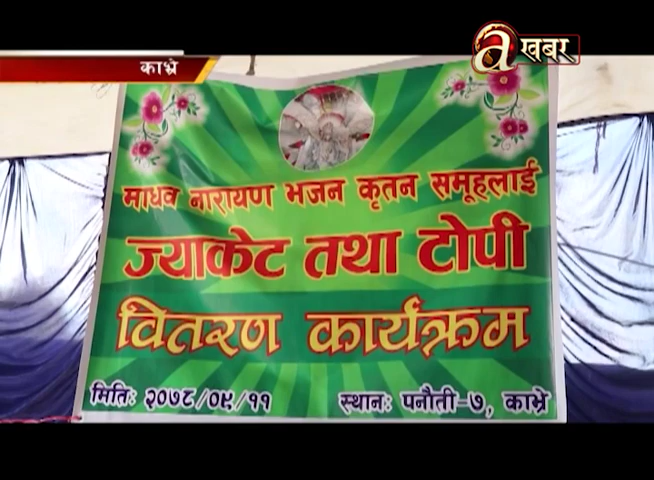 काभ्रे
a खबर
माधव नारायण भजन कृतन समूहलाई
ज्याकेट तथा टोपी
वितरण कार्यक्रम
मितिः २०७८/०९/११
स्थानः पनौती-७, काभ्रे